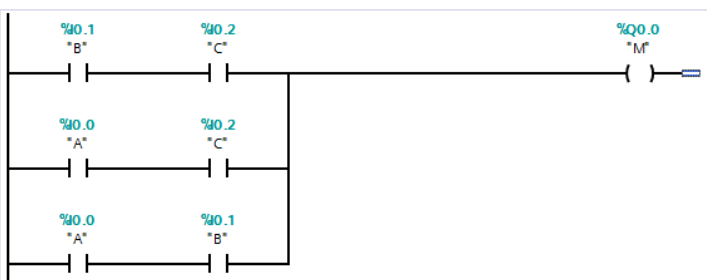 %I0.1 %I0.2 %Q0.0
"B" "C" "M"
%I0.0 %I0.2
"A" "C"
%I0.0 %I0.1
"A" "B"